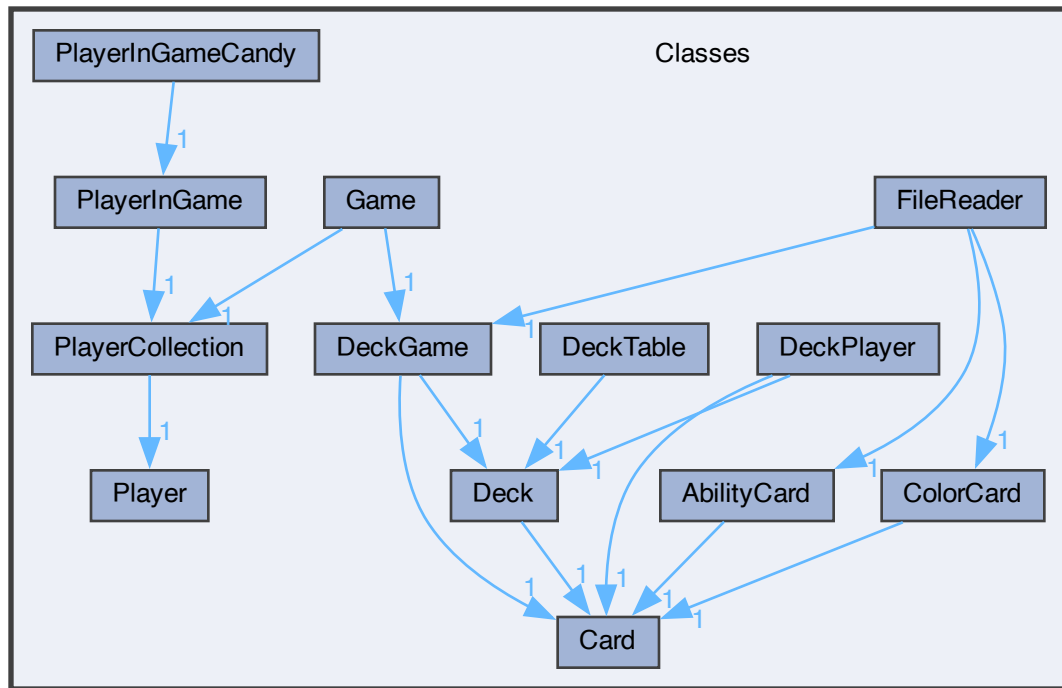 PlayerInGameCandy
Classes
1
PlayerInGame
Game
FileReader
1
1
1
1
PlayerCollection
DeckGame
DeckTable
DeckPlayer
1
1
1
1
1
1
Player
Deck
AbilityCard
ColorCard
1
1
1
1
1
Card